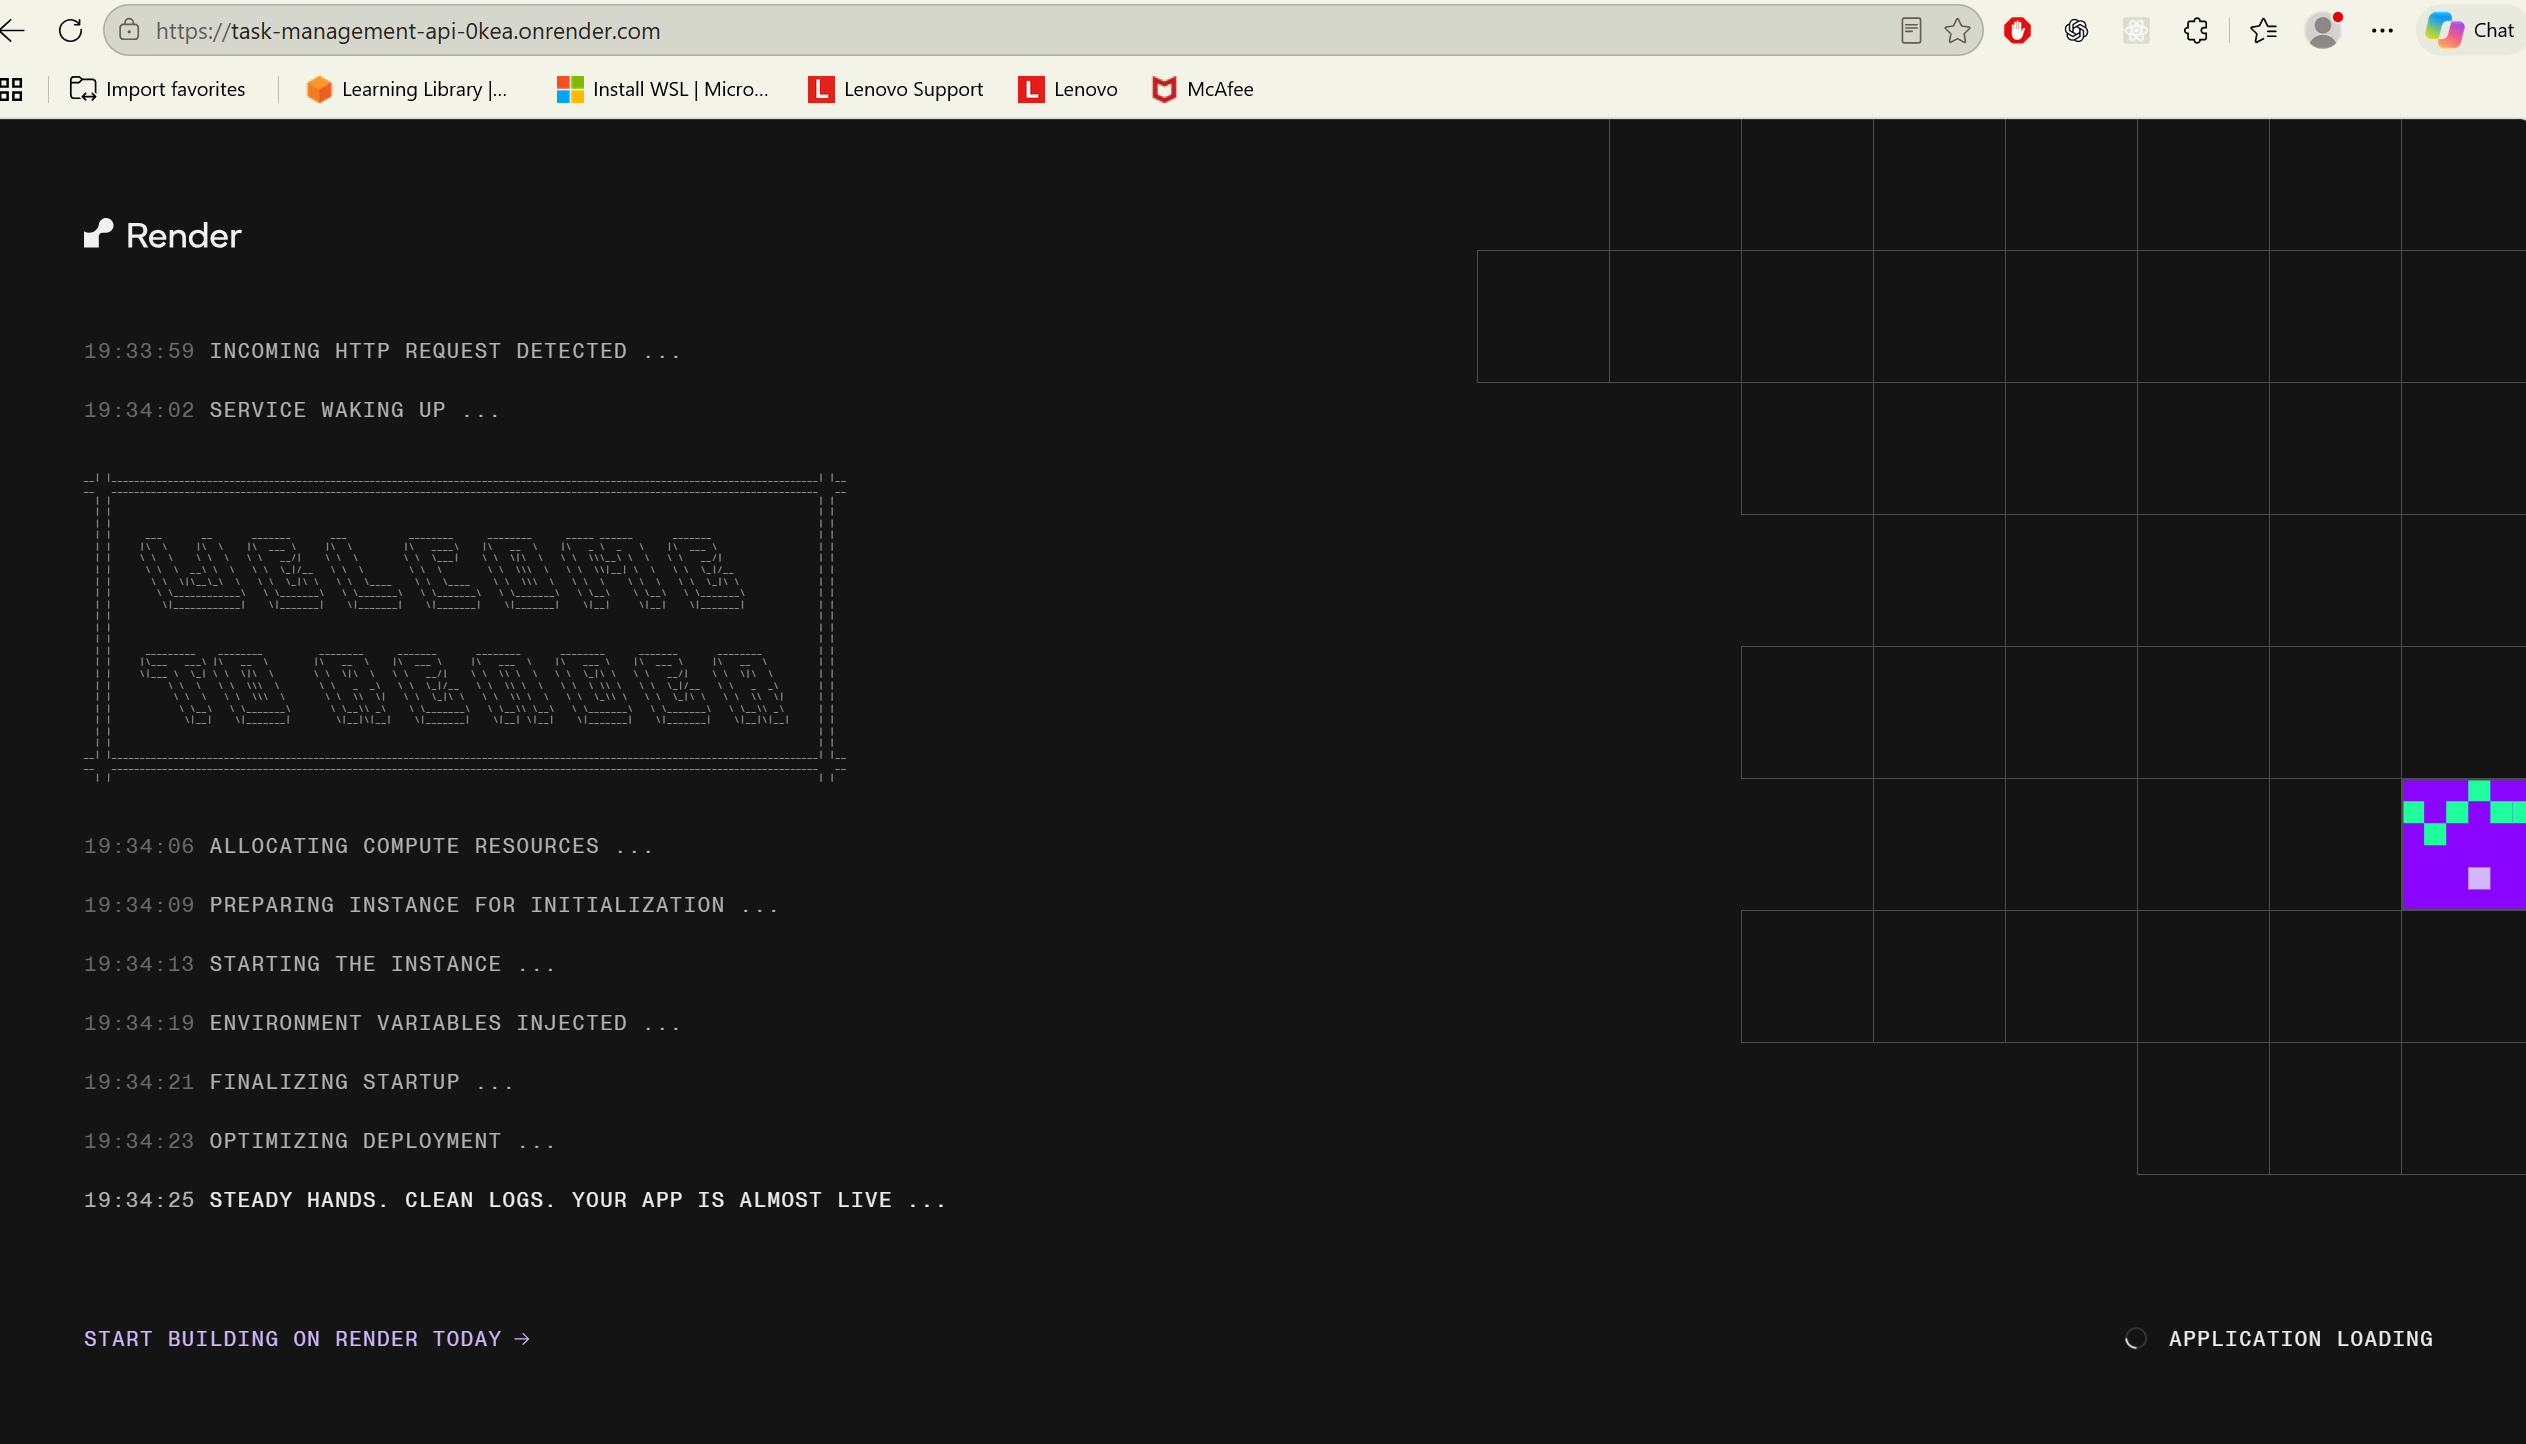 https://task-management-api-0kea.onrender.com
Chat
Import favorites
Learning Library |...
Install WSL | Micro...
L Lenovo Support
L Lenovo
McAfee
Render
19:33:59 INCOMING HTTP REQUEST DETECTED ...
19:34:02 SERVICE WAKING UP ...
WELCOME
TO RENDER
19:34:06 ALLOCATING COMPUTE RESOURCES ...
19:34:09 PREPARING INSTANCE FOR INITIALIZATION ...
19:34:13 STARTING THE INSTANCE ...
19:34:19 ENVIRONMENT VARIABLES INJECTED ...
19:34:21 FINALIZING STARTUP ...
19:34:23 OPTIMIZING DEPLOYMENT ...
19:34:25 STEADY HANDS. CLEAN LOGS. YOUR APP IS ALMOST LIVE ...
START BUILDING ON RENDER TODAY →
APPLICATION LOADING